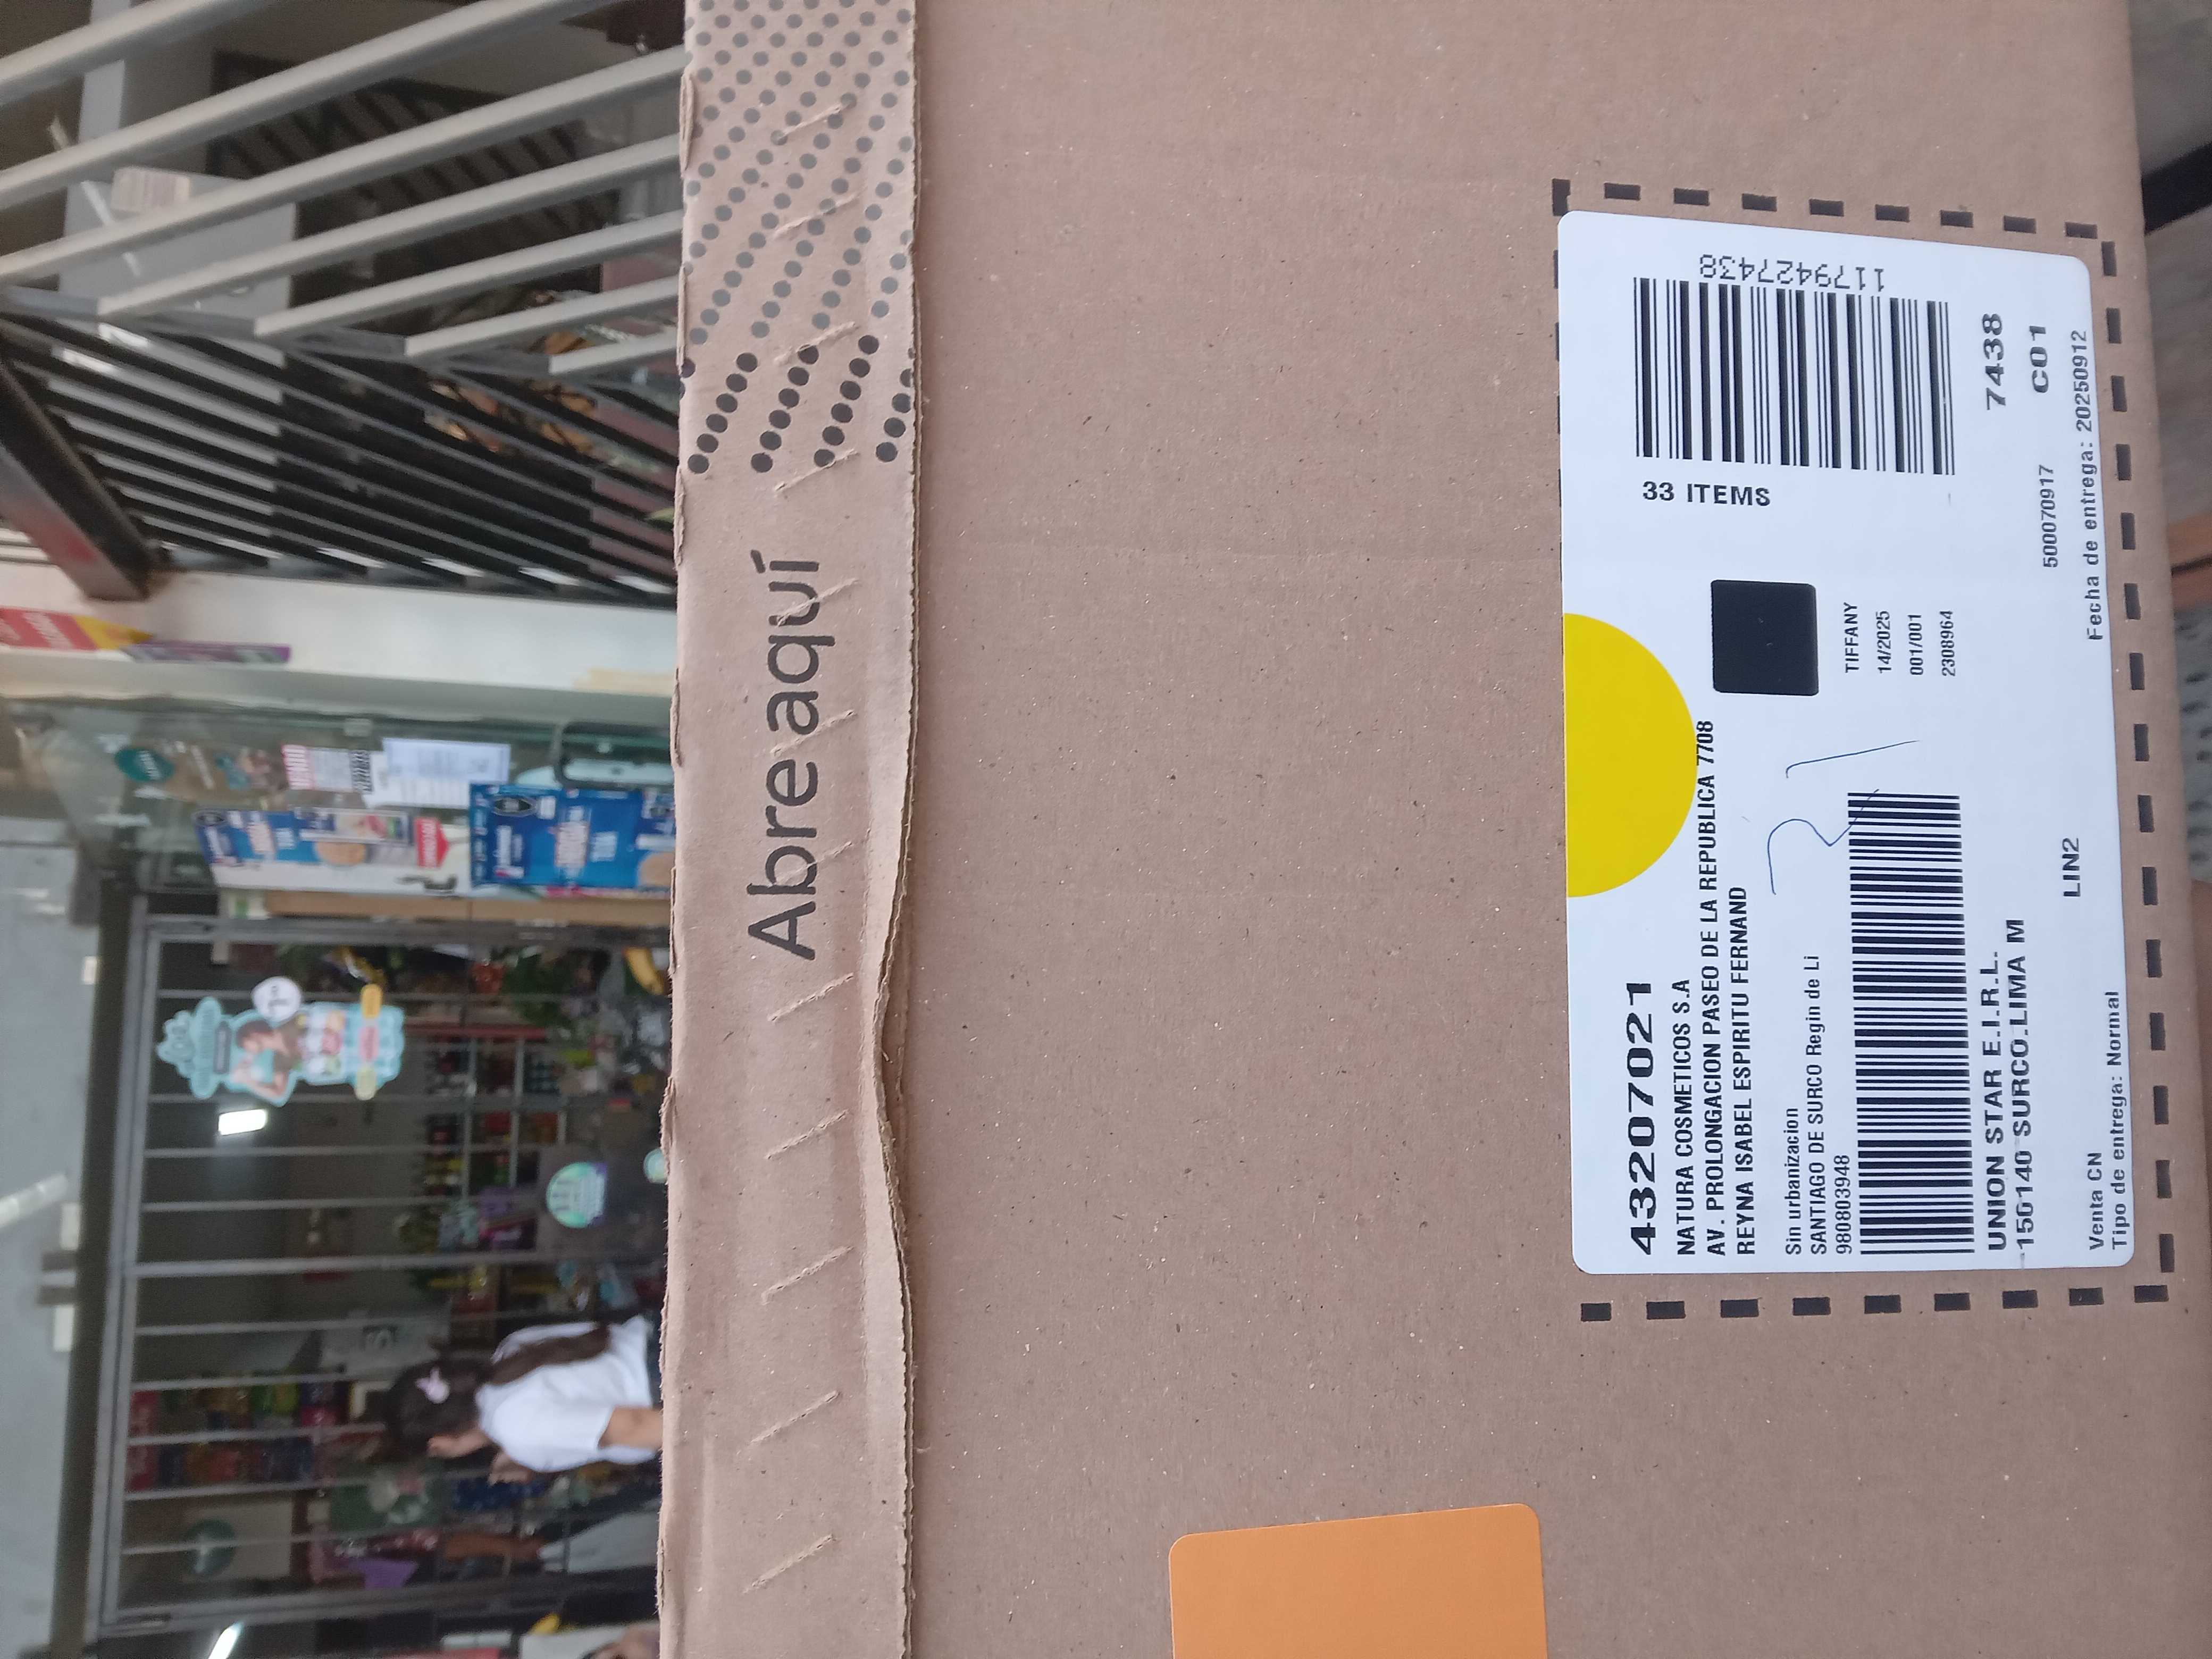 Abre aquí
43207021
NATURA COSMETICOS S.A
AV. PROLONGACION PASEO DE LA REPUBLICA 7708
REYNA ISABEL ESPIRITU FERNAND
Sin urbanizacion
SANTIAGO DE SURCO Regin de Li
980803948
UNION STAR E.I.R.L.
150140 SURCO.LIMA M
LIN2
Venta CN
Tipo de entrega: Normal
TIFFANY
14/2025
001/001
2308964
33 ITEMS
1179427438
7438
C01
500070917
Fecha de entrega: 20250912